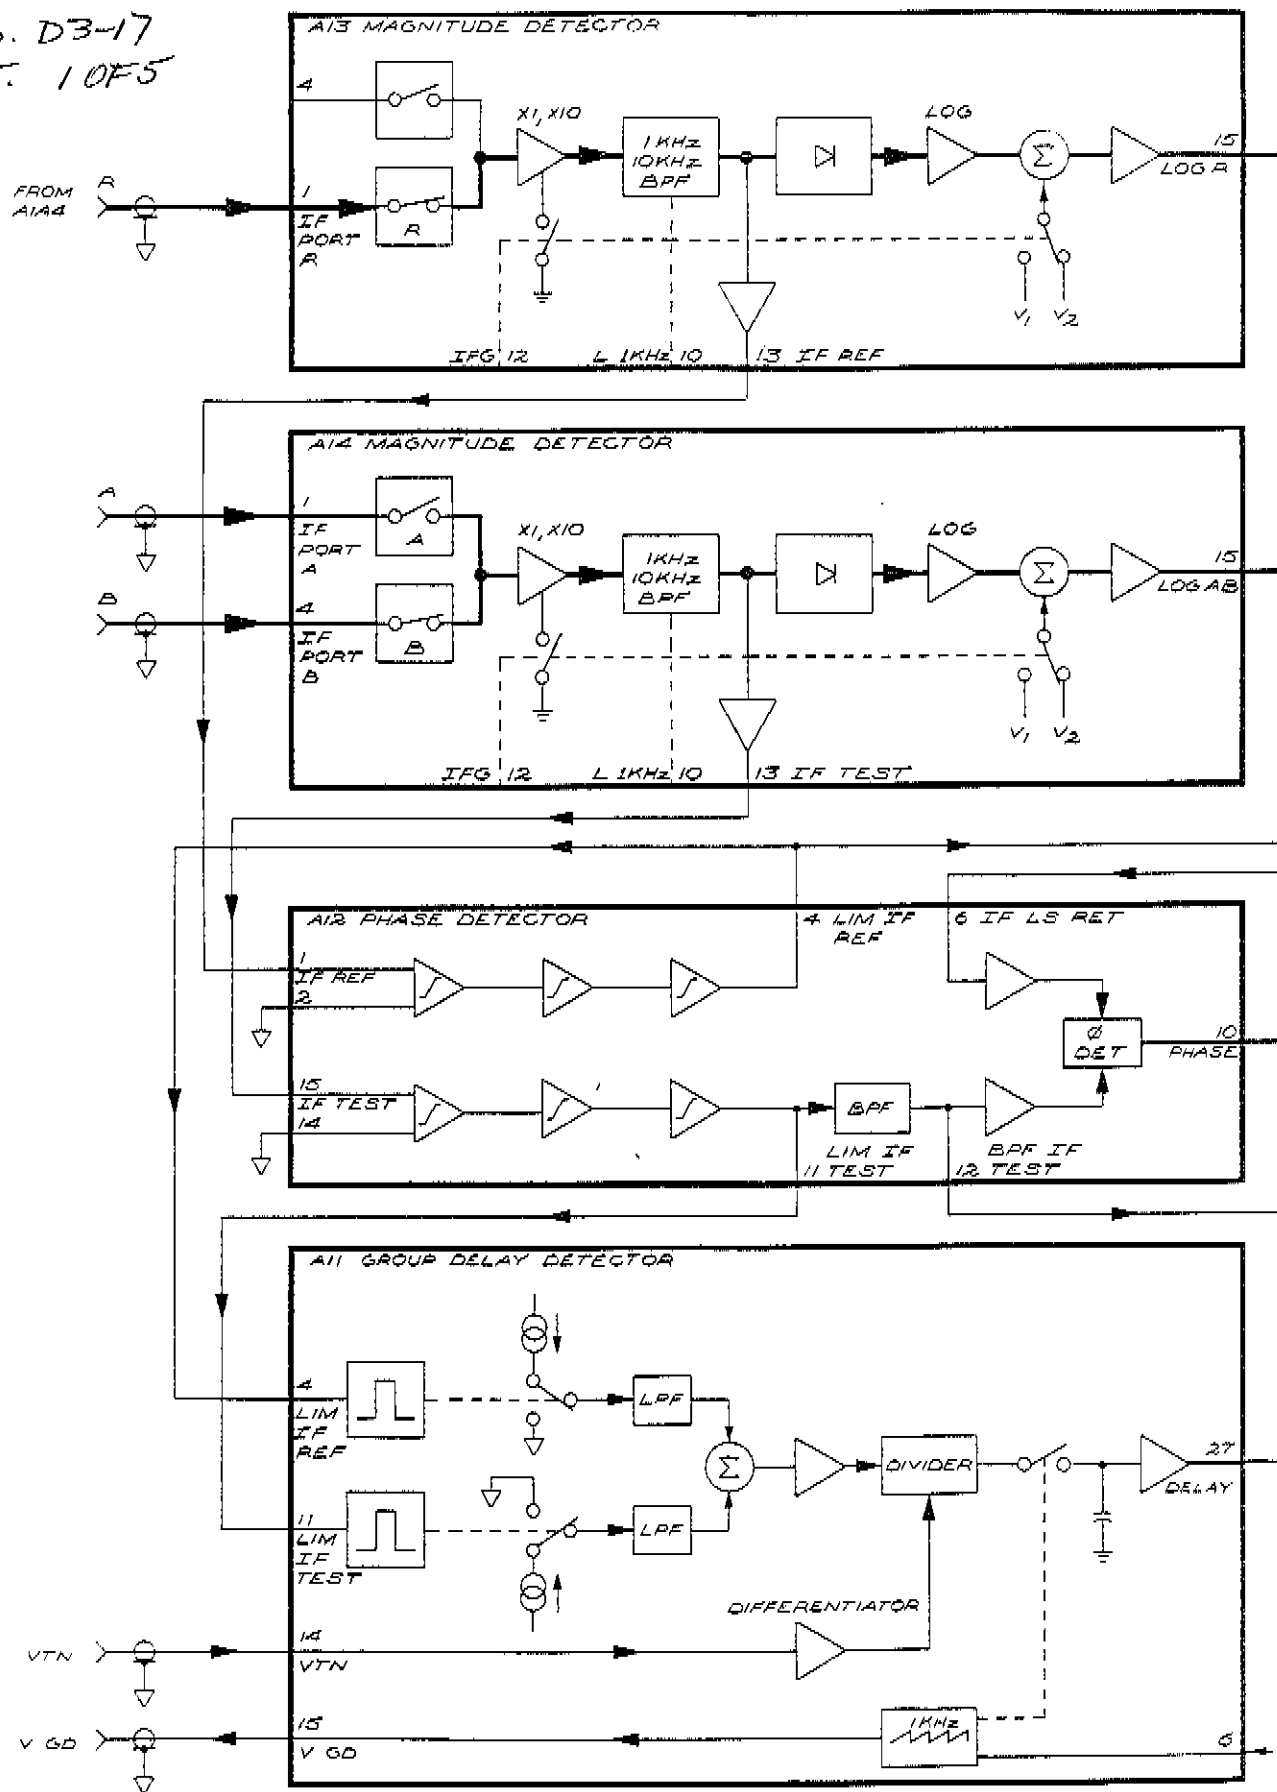 D3-17
1 OF 5
A13 MAGNITUDE DETECTOR
4
X1, X10
LOG
1KHz
10KHz
BPF
Σ
15
LOG R
FROM
A1A4
R
1
IF
PORT
R
R
V1 V2
IFG 12
L 1KHz 10
13 IF REF
A14 MAGNITUDE DETECTOR
A
1
IF
PORT
A
A
X1, X10
LOG
1KHz
10KHz
BPF
Σ
15
LOG AB
B
4
IF
PORT
B
B
V1 V2
IFG 12
L 1KHz 10
13 IF TEST
A12 PHASE DETECTOR
4 LIM IF
REF
6 IF LS RET
1
IF REF
2
Ø
DET
10
PHASE
15
IF TEST
14
BPF
LIM IF
11 TEST
BPF IF
12 TEST
A11 GROUP DELAY DETECTOR
4
LIM
IF
REF
LPF
Σ
DIVIDER
27
DELAY
11
LIM
IF
TEST
LPF
DIFFERENTIATOR
VTN
14
VTN
1KHz
V GD
15
V GD
6